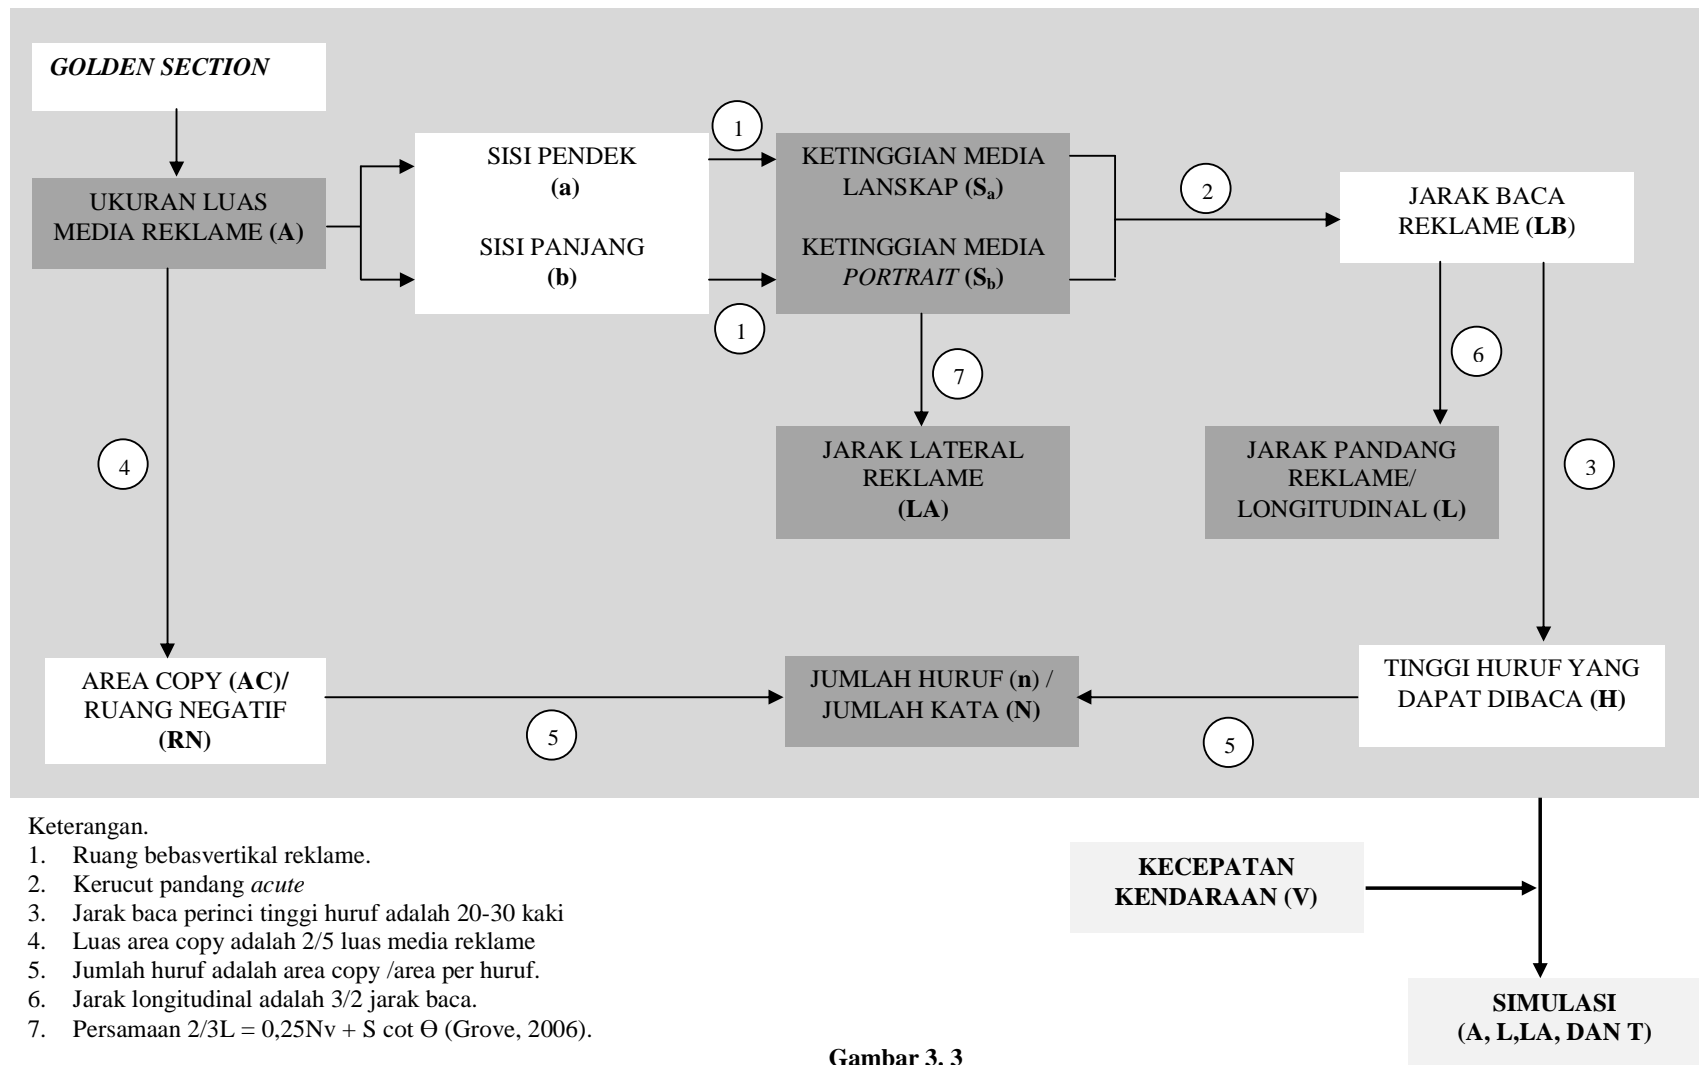 GOLDEN SECTION
UKURAN LUAS
MEDIA REKLAME (A)
SISI PENDEK
(a)
SISI PANJANG
(b)
1
1
KETINGGIAN MEDIA
LANSKAP (Sa)
KETINGGIAN MEDIA
PORTRAIT (Sb)
2
JARAK BACA
REKLAME (LB)
7
6
4
JARAK LATERAL
REKLAME
(LA)
JARAK PANDANG
REKLAME/
LONGITUDINAL (L)
3
AREA COPY (AC)/
RUANG NEGATIF
(RN)
5
JUMLAH HURUF (n) /
JUMLAH KATA (N)
5
TINGGI HURUF YANG
DAPAT DIBACA (H)
Keterangan.
1. Ruang bebasvertikal reklame.
2. Kerucut pandang acute
3. Jarak baca perinci tinggi huruf adalah 20-30 kaki
4. Luas area copy adalah 2/5 luas media reklame
5. Jumlah huruf adalah area copy /area per huruf.
6. Jarak longitudinal adalah 3/2 jarak baca.
7. Persamaan 2/3L = 0,25Nv + S cot ϴ (Grove, 2006).
KECEPATAN
KENDARAAN (V)
SIMULASI
(A, L,LA, DAN T)
Gambar 3. 3